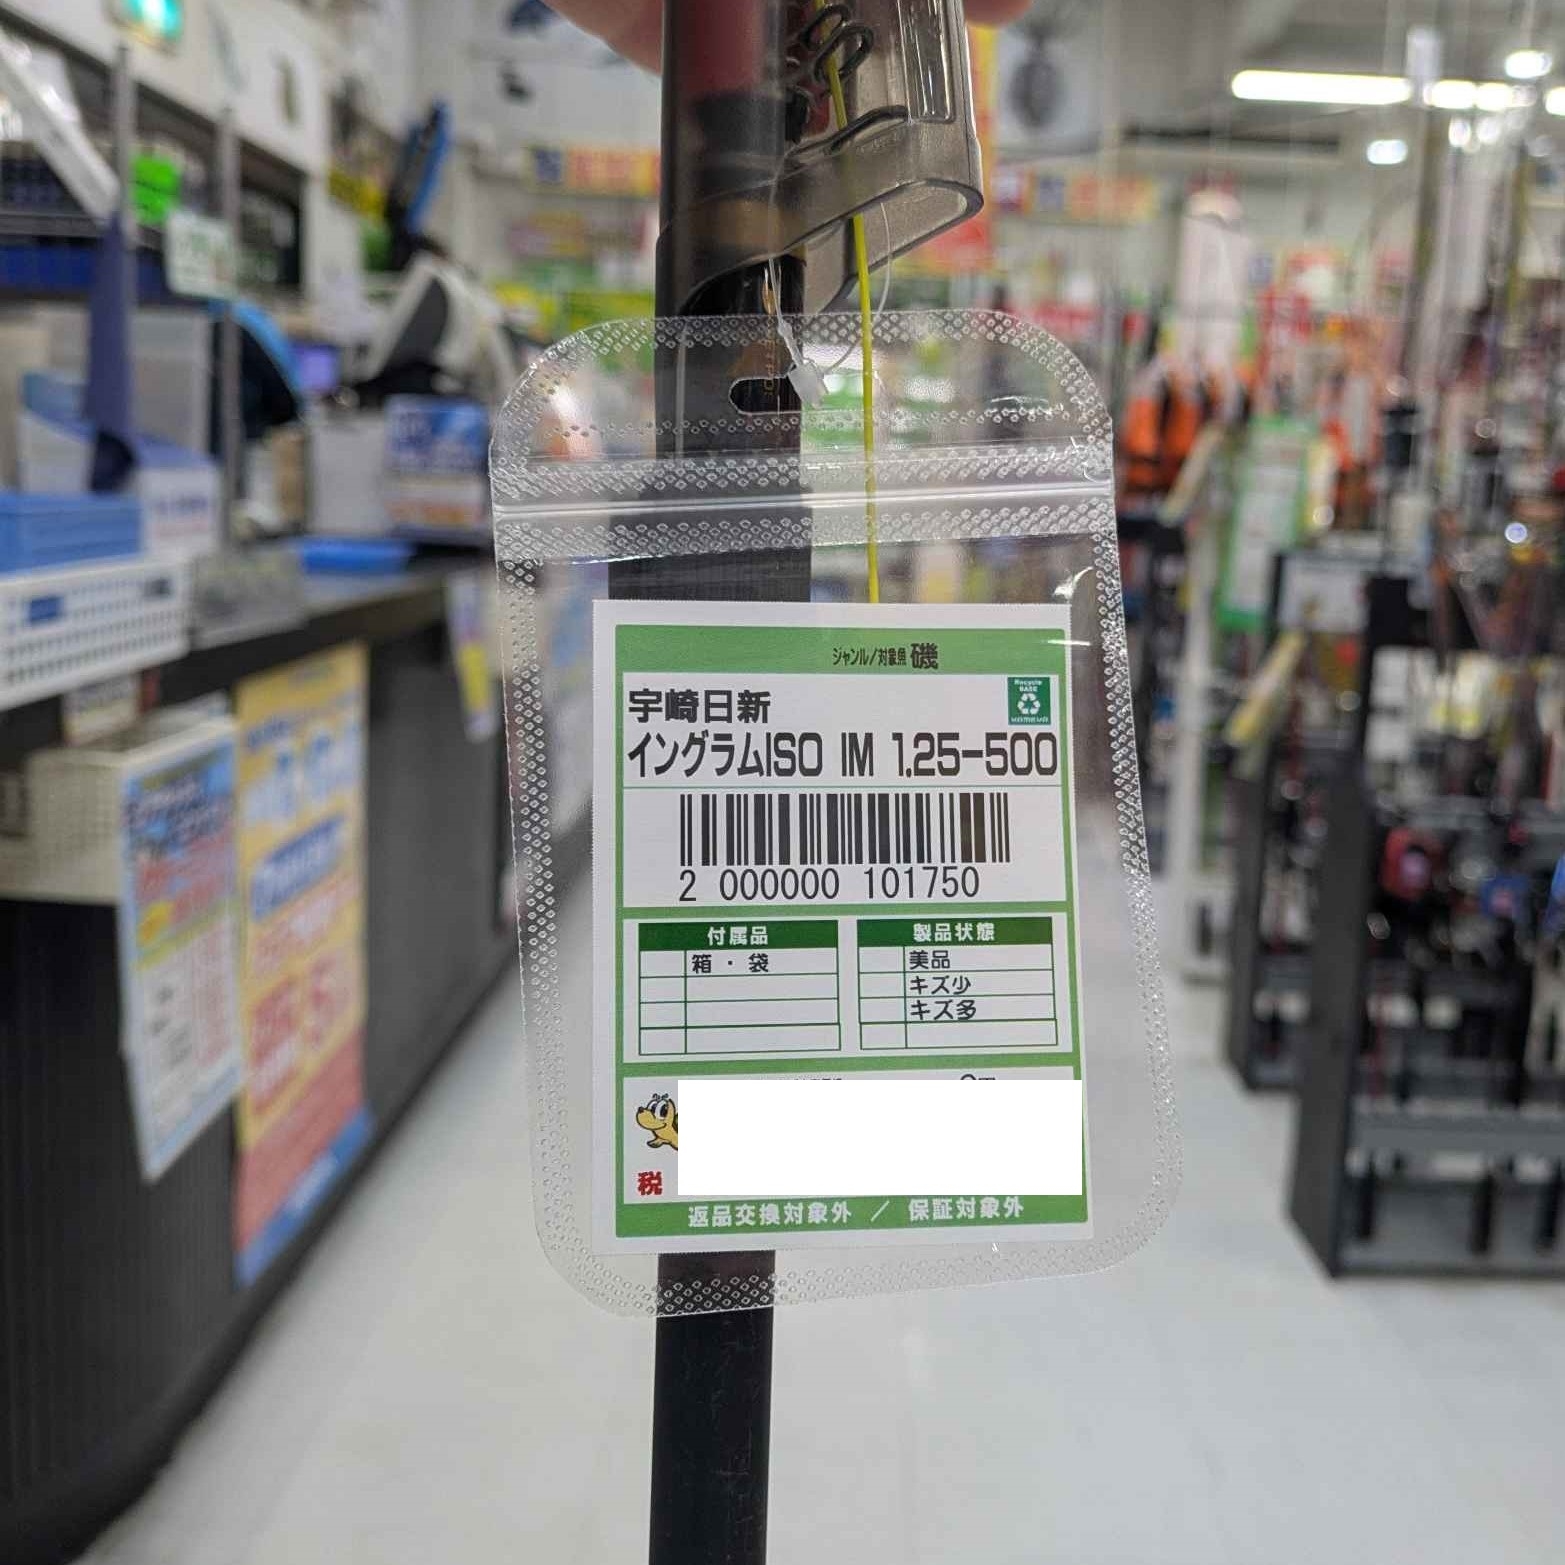 ジャンル/対象魚 磯
宇崎日新
Recycle
BASE
KAMEYA
イングラムISO IM 1.25-500
2 000000 101750
付属品
箱・袋
製品状態
美品
キズ少
キズ多
税
返品交換対象外 / 保証対象外